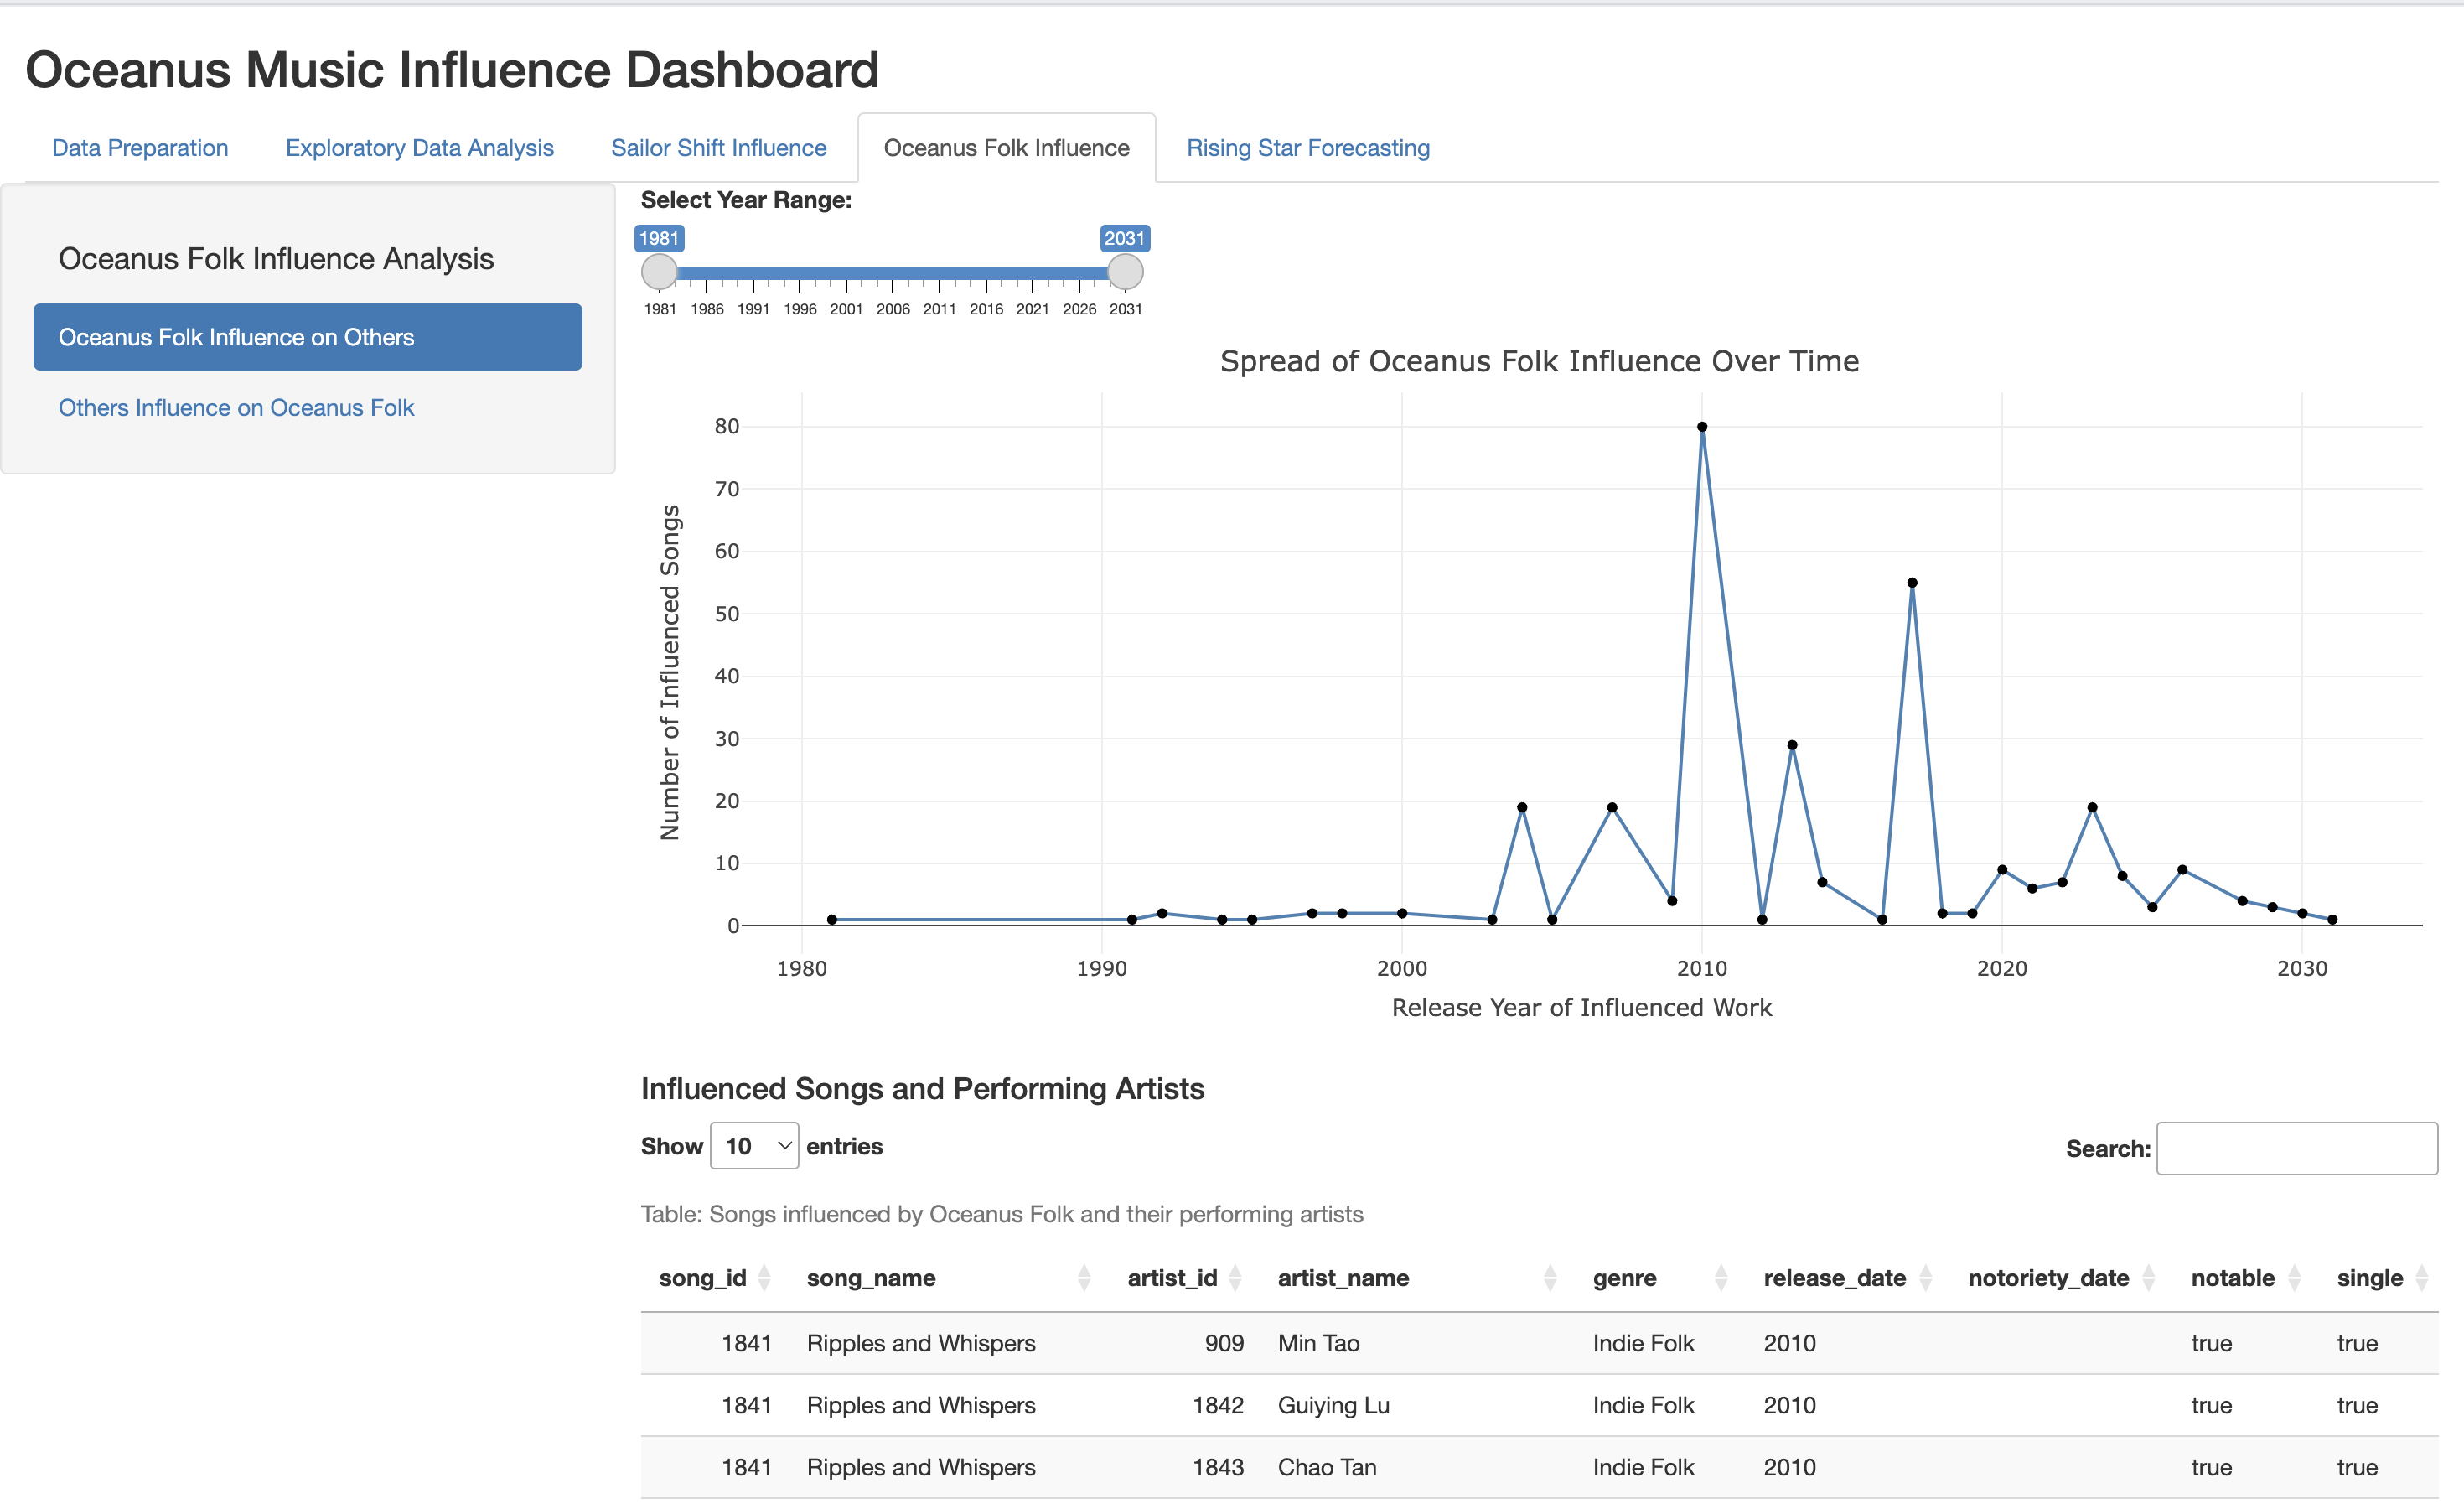 Oceanus Music Influence Dashboard
Data Preparation Exploratory Data Analysis Sailor Shift Influence Oceanus Folk Influence Rising Star Forecasting
Oceanus Folk Influence Analysis
Oceanus Folk Influence on Others
Others Influence on Oceanus Folk
Select Year Range:
1981 2031
1981 1986 1991 1996 2001 2006 2011 2016 2021 2026 2031
Spread of Oceanus Folk Influence Over Time
Number of Influenced Songs
80
70
60
50
40
30
20
10
0
1980 1990 2000 2010 2020 2030
Release Year of Influenced Work
Influenced Songs and Performing Artists
Show 10 entries Search:
Table: Songs influenced by Oceanus Folk and their performing artists
song_id song_name artist_id artist_name genre release_date notoriety_date notable single
1841 Ripples and Whispers 909 Min Tao Indie Folk 2010 true true
1841 Ripples and Whispers 1842 Guiying Lu Indie Folk 2010 true true
1841 Ripples and Whispers 1843 Chao Tan Indie Folk 2010 true true